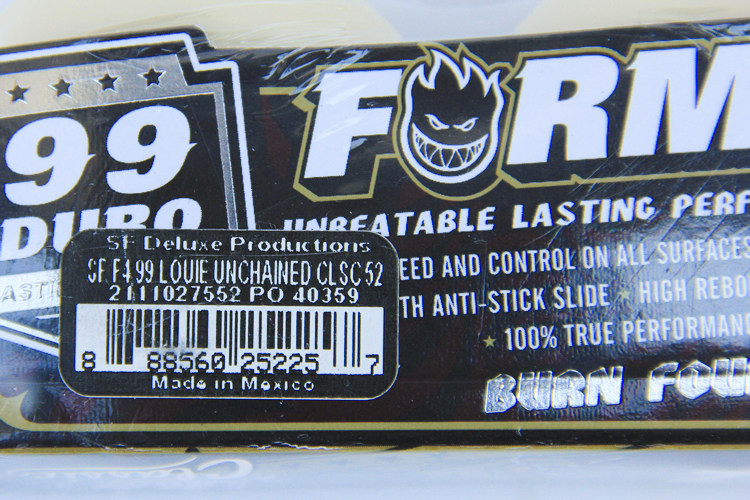 99
DURO
FORM
UNBEATABLE LASTING PERF
EED AND CONTROL ON ALL SURFACES
TH ANTI-STICK SLIDE ★ HIGH REBO
★ 100% TRUE PERFORMAN
BURN FOU
SF Deluxe Productions
SF F4 99 LOUIE UNCHAINED CLSC 52
2111027552 PO 40359
8 88560 25225 7
Made in Mexico